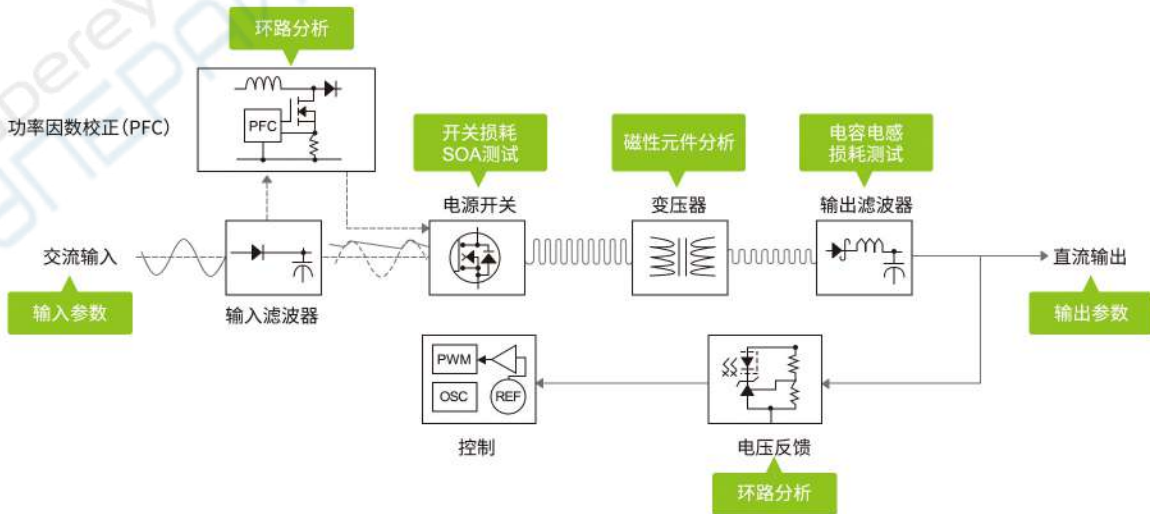 环路分析
功率因数校正(PFC)
PFC
开关损耗
SOA测试
磁性元件分析
电容电感
损耗测试
电源开关
变压器
输出滤波器
交流输入
直流输出
输入参数
输入滤波器
输出参数
PWM
OSC
REF
控制
电压反馈
环路分析